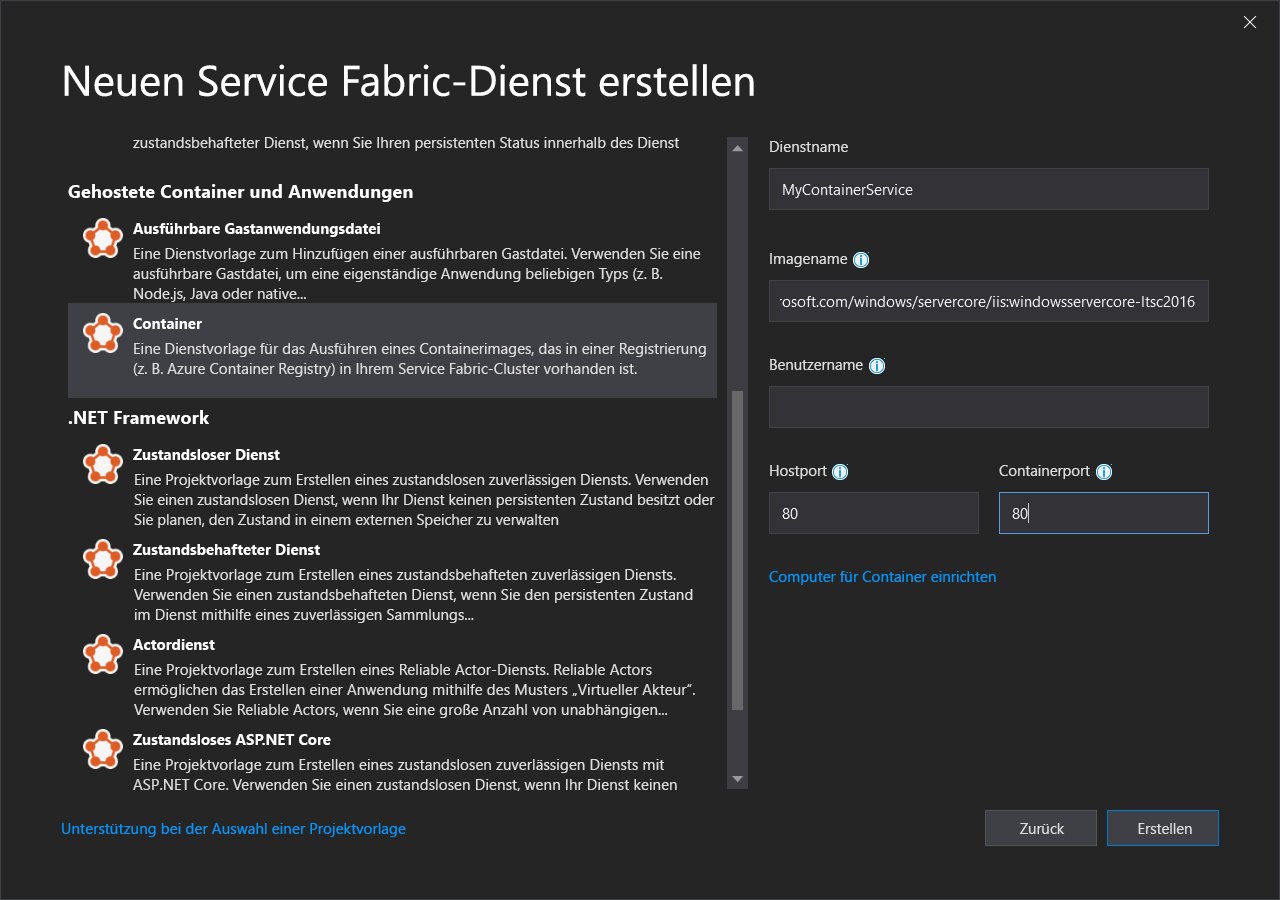 Neuen Service Fabric-Dienst erstellen
zustandsbehafteter Dienst, wenn Sie Ihren persistenten Status innerhalb des Dienst
Gehostete Container und Anwendungen
Ausführbare Gastanwendungsdatei
Eine Dienstvorlage zum Hinzufügen einer ausführbaren Gastdatei. Verwenden Sie eine
ausführbare Gastdatei, um eine eigenständige Anwendung beliebigen Typs (z. B.
Node.js, Java oder native...
Container
Eine Dienstvorlage für das Ausführen eines Containerimages, das in einer Registrierung
(z. B. Azure Container Registry) in Ihrem Service Fabric-Cluster vorhanden ist.
.NET Framework
Zustandsloser Dienst
Eine Projektvorlage zum Erstellen eines zustandslosen zuverlässigen Diensts. Verwenden
Sie einen zustandslosen Dienst, wenn Ihr Dienst keinen persistenten Zustand besitzt oder
Sie planen, den Zustand in einem externen Speicher zu verwalten
Zustandsbehafteter Dienst
Eine Projektvorlage zum Erstellen eines zustandsbehafteten zuverlässigen Diensts.
Verwenden Sie einen zustandsbehafteten Dienst, wenn Sie den persistenten Zustand
im Dienst mithilfe eines zuverlässigen Sammlungs...
Actordienst
Eine Projektvorlage zum Erstellen eines Reliable Actor-Diensts. Reliable Actors
ermöglichen das Erstellen einer Anwendung mithilfe des Musters „Virtueller Akteur“.
Verwenden Sie Reliable Actors, wenn Sie eine große Anzahl von unabhängigen...
Zustandsloses ASP.NET Core
Eine Projektvorlage zum Erstellen eines zustandslosen zuverlässigen Diensts mit
ASP.NET Core. Verwenden Sie einen zustandslosen Dienst, wenn Ihr Dienst keinen
Dienstname
MyContainerService
Imagename
rosoft.com/windows/servercore/iis:windowsservercore-ltsc2016
Benutzername
Hostport
80
Containerport
80
Computer für Container einrichten
Unterstützung bei der Auswahl einer Projektvorlage
Zurück
Erstellen